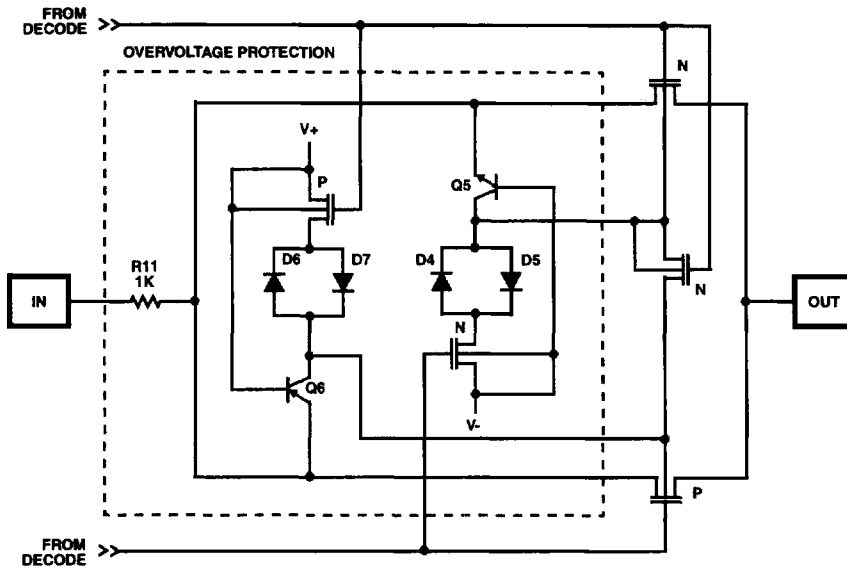 FROM
DECODE
OVERVOLTAGE PROTECTION
N
V+
P
Q5
D6
D7
D4
D5
R11
1K
IN
N
OUT
N
Q6
V-
P
FROM
DECODE